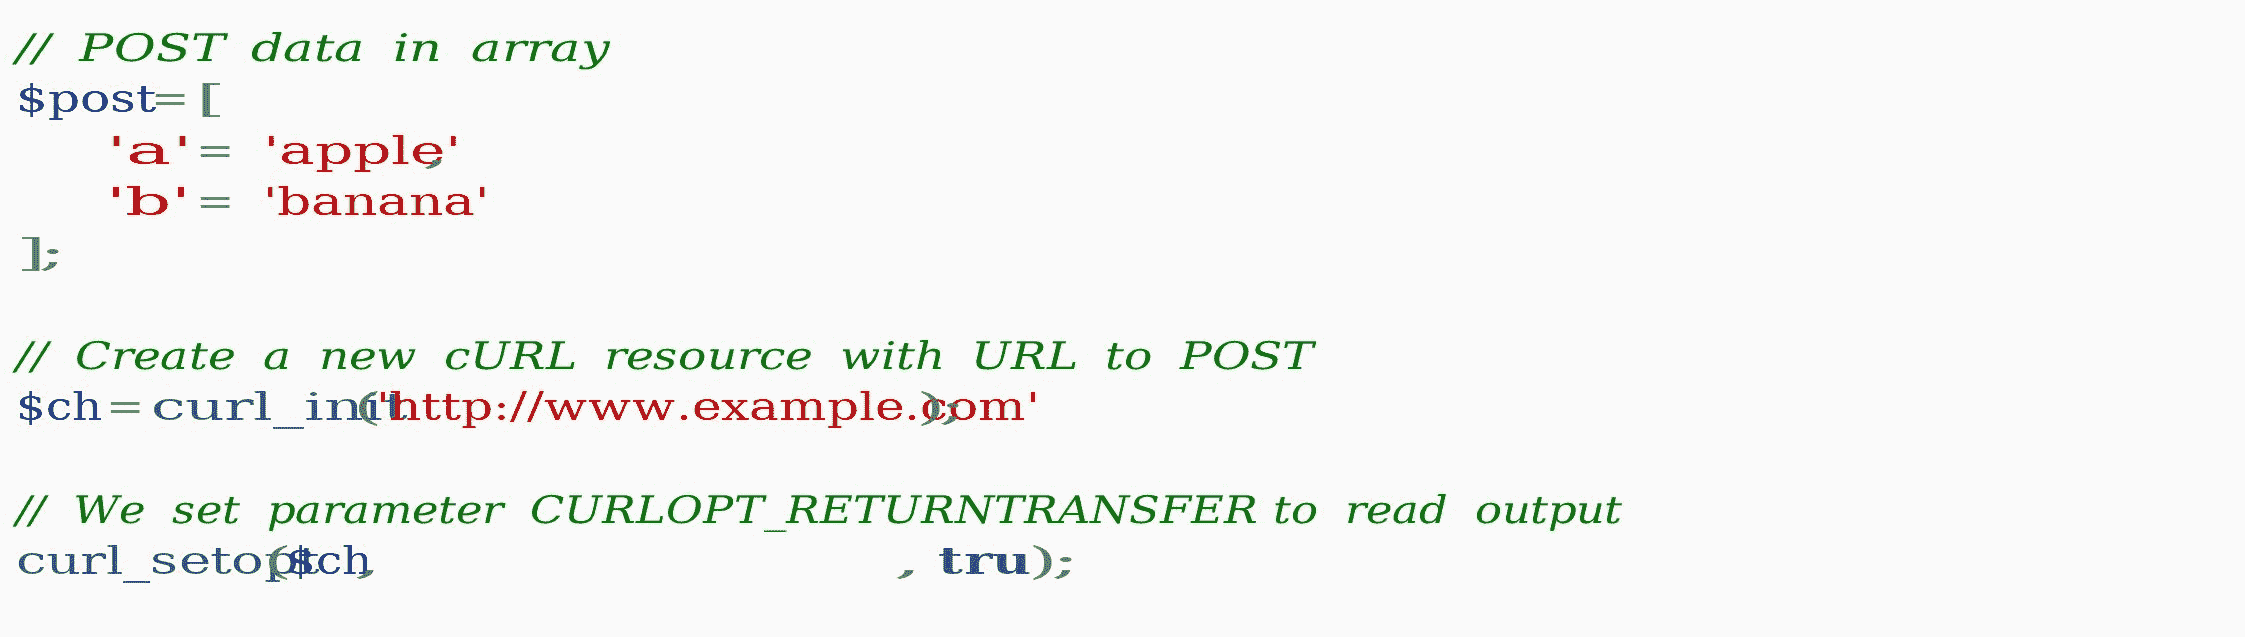 // POST data in array
$post= [
'a'= 'apple',
'b'= 'banana'
];
// Create a new cURL resource with URL to POST
$ch=curl_init('http://www.example.com');
// We set parameter CURLOPT_RETURNTRANSFER to read output
curl_setopt($ch, , tru);